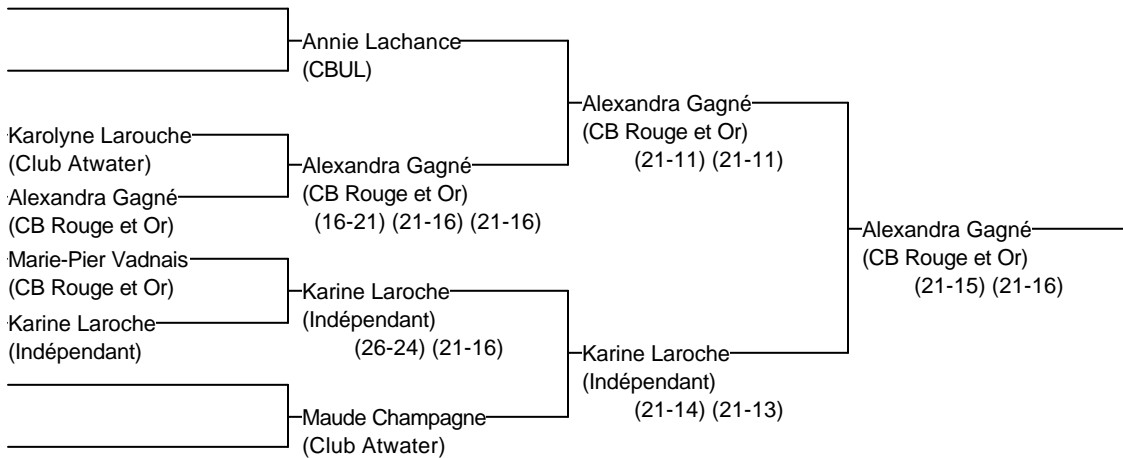 Annie Lachance
(CBUL)
Alexandra Gagné
(CB Rouge et Or)
(21-11) (21-11)
Karolyne Larouche
(Club Atwater)
Alexandra Gagné
(CB Rouge et Or)
(16-21) (21-16) (21-16)
Alexandra Gagné
(CB Rouge et Or)
Alexandra Gagné
(CB Rouge et Or)
(21-15) (21-16)
Marie-Pier Vadnais
(CB Rouge et Or)
Karine Laroche
(Indépendant)
(26-24) (21-16)
Karine Laroche
(Indépendant)
Karine Laroche
(Indépendant)
(21-14) (21-13)
Maude Champagne
(Club Atwater)